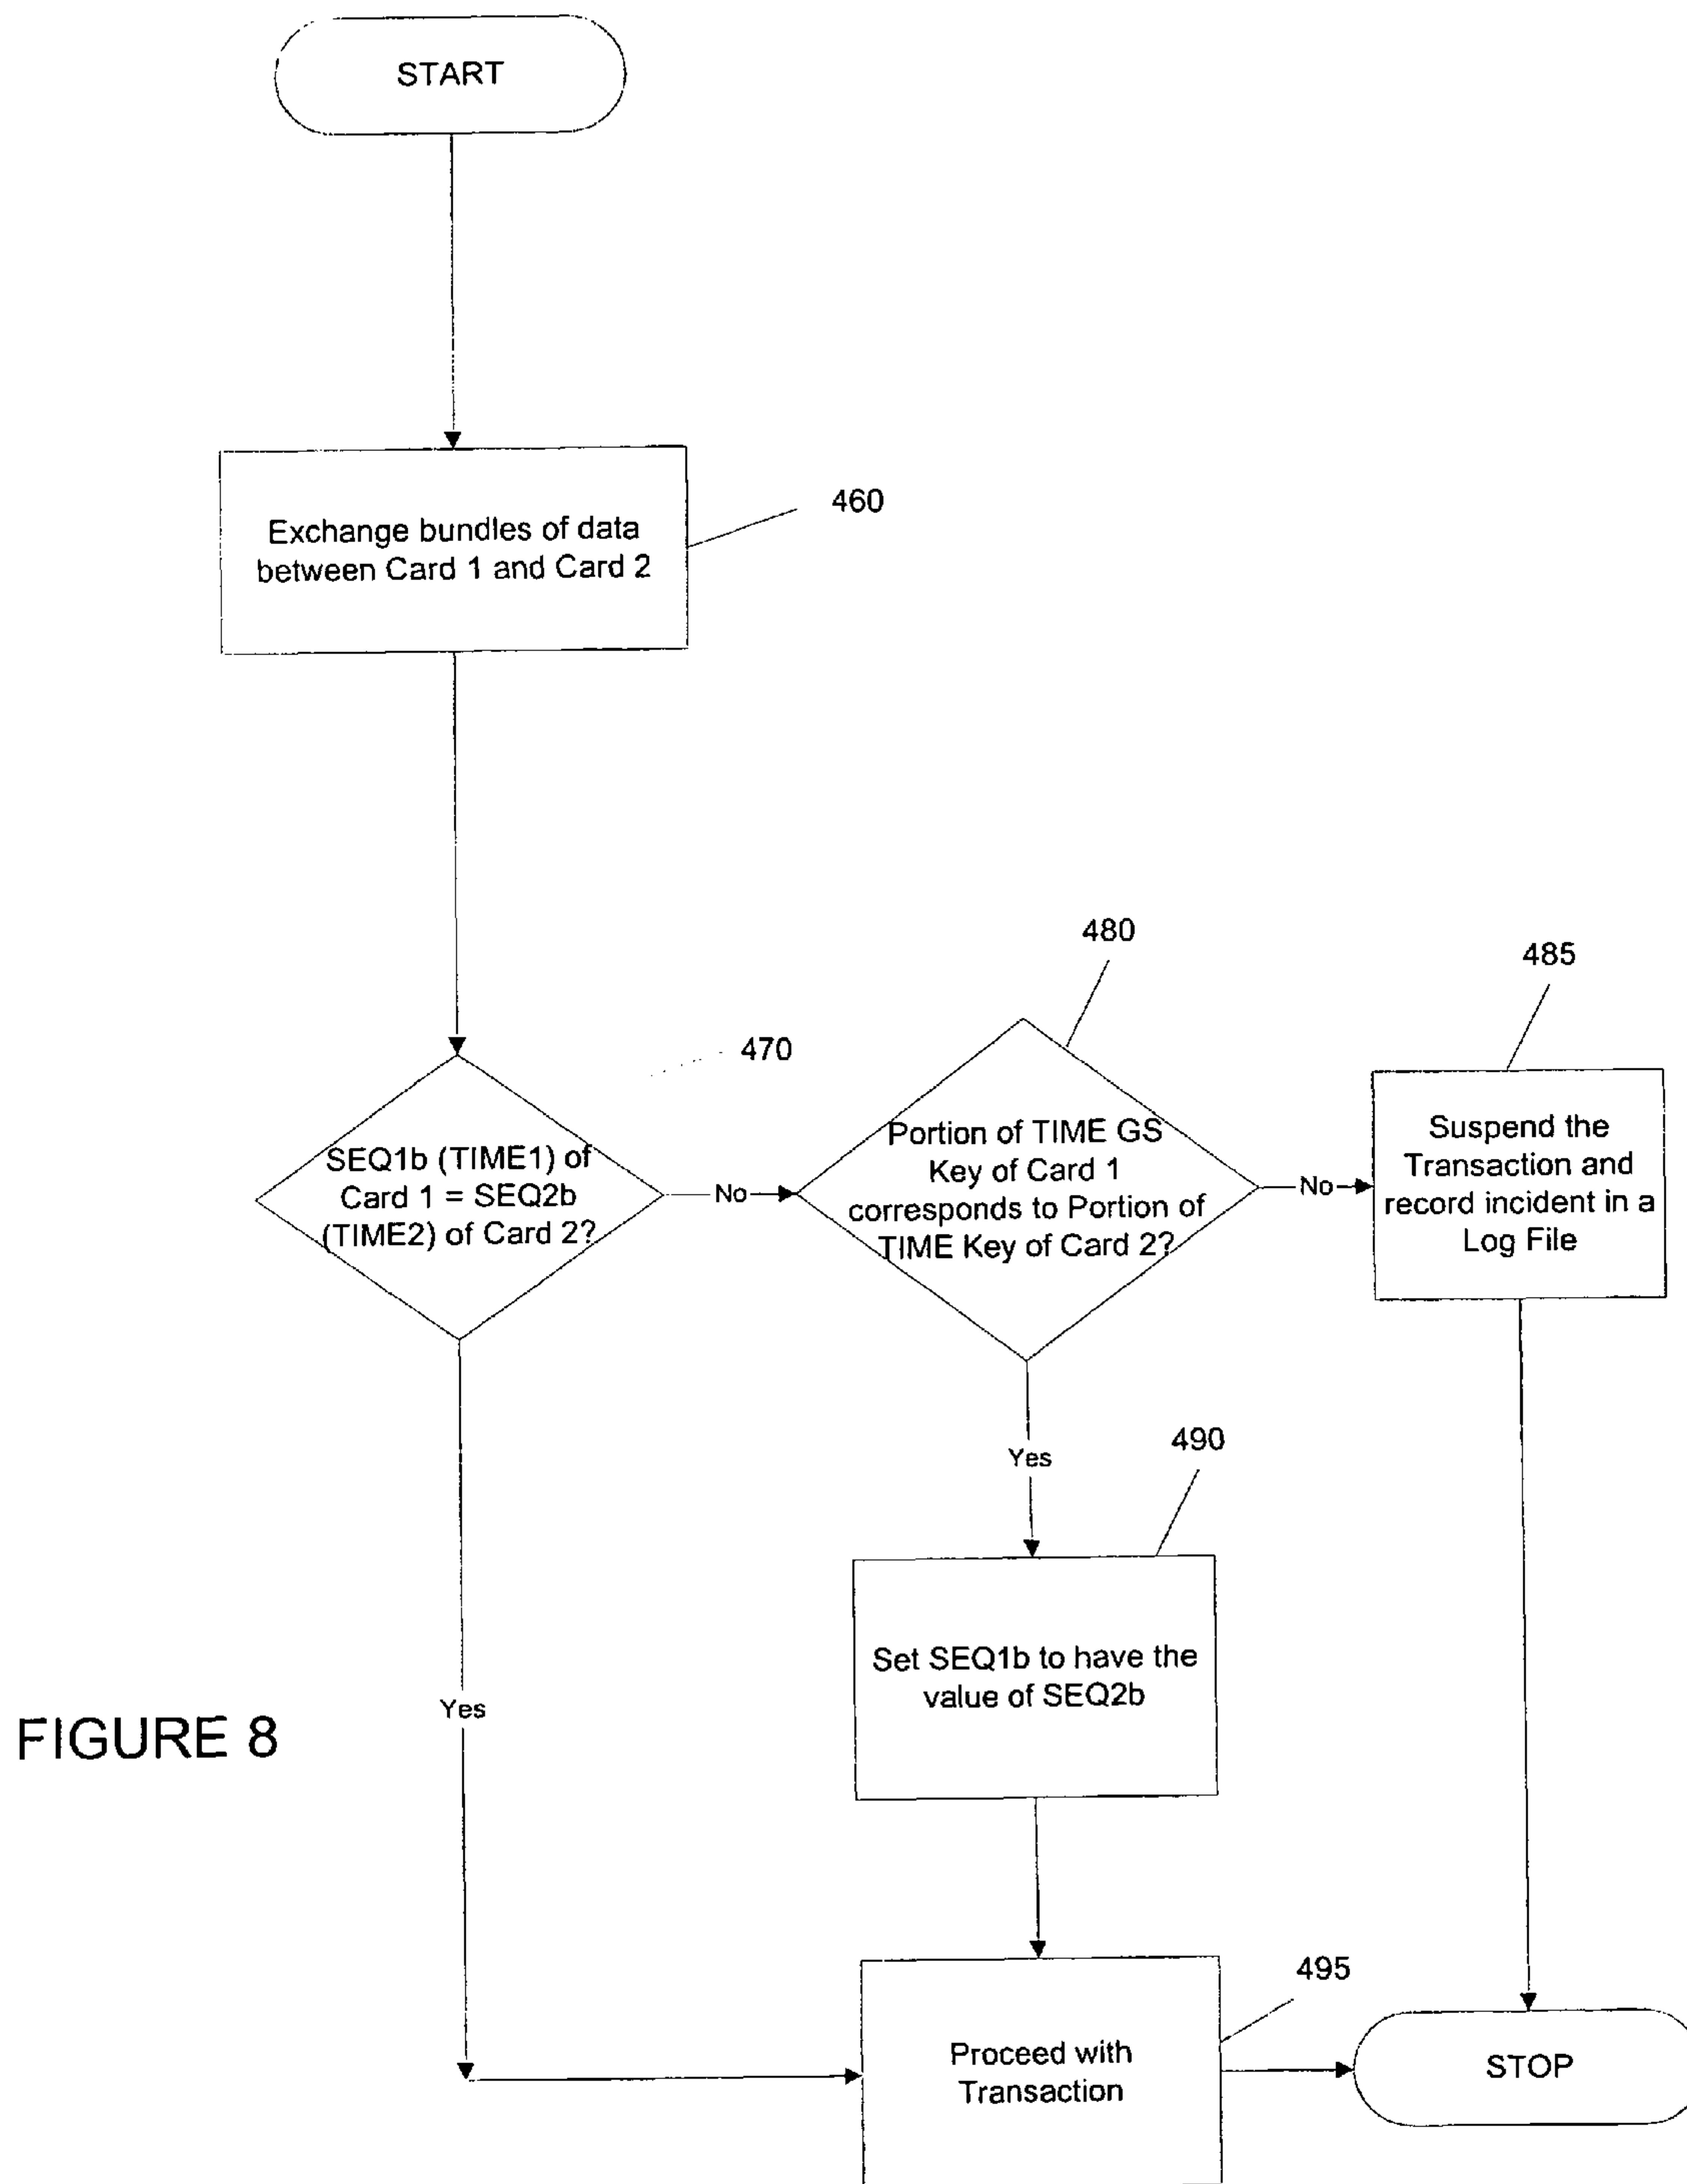 START
Exchange bundles of data
between Card 1 and Card 2
460
SEQ1b (TIME1) of
Card 1 = SEQ2b
(TIME2) of Card 2?
470
No
Portion of TIME GS
Key of Card 1
corresponds to Portion of
TIME Key of Card 2?
480
No
Suspend the
Transaction and
record incident in a
Log File
485
Yes
490
Set SEQ1b to have the
value of SEQ2b
Yes
FIGURE 8
Proceed with
Transaction
495
STOP